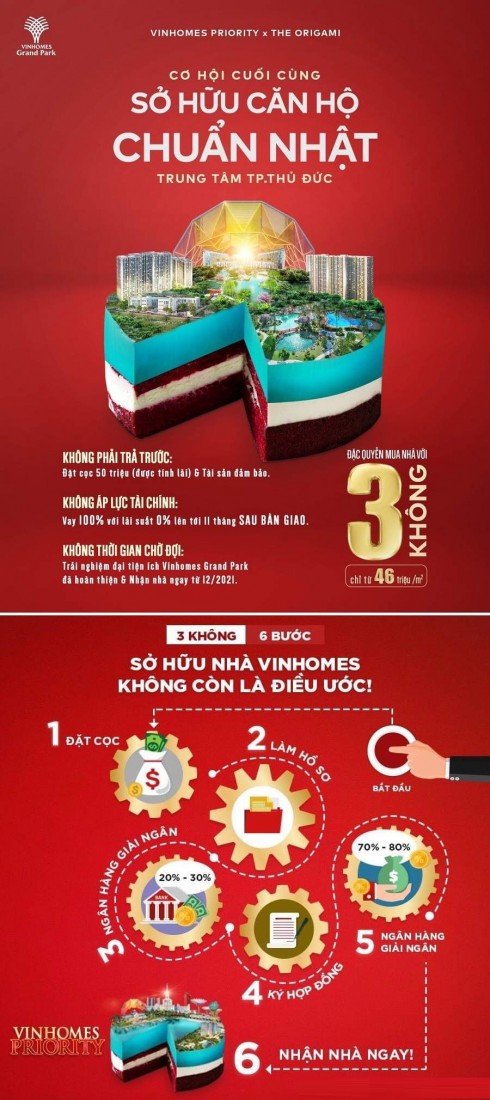 VINHOMES
Grand Park
VINHOMES PRIORITY x THE ORIGAMI
CƠ HỘI CUỐI CÙNG
SỞ HỮU CĂN HỘ
CHUẨN NHẬT
TRUNG TÂM TP.THỦ ĐỨC
KHÔNG PHẢI TRẢ TRƯỚC:
Đặt cọc 50 triệu (được tính lãi) & Tài sản đảm bảo.
KHÔNG ÁP LỰC TÀI CHÍNH:
Vay 100% với lãi suất 0% lên tới 11 tháng SAU BÀN GIAO.
KHÔNG THỜI GIAN CHỜ ĐỢI:
Trải nghiệm đại tiện ích Vinhomes Grand Park
đã hoàn thiện & Nhận nhà ngay từ 12/2021.
ĐẶC QUYỀN MUA NHÀ VỚI
3 KHÔNG
chỉ từ 46 triệu/m²
3 KHÔNG 6 BƯỚC
SỞ HỮU NHÀ VINHOMES
KHÔNG CÒN LÀ ĐIỀU ƯỚC!
1 ĐẶT CỌC
2 LÀM HỒ SƠ
BẮT ĐẦU
3 NGÂN HÀNG GIẢI NGÂN
20% - 30%
BANK
4 KÝ HỢP ĐỒNG
70% - 80%
5 NGÂN HÀNG
GIẢI NGÂN
VINHOMES
PRIORITY
6 NHẬN NHÀ NGAY!